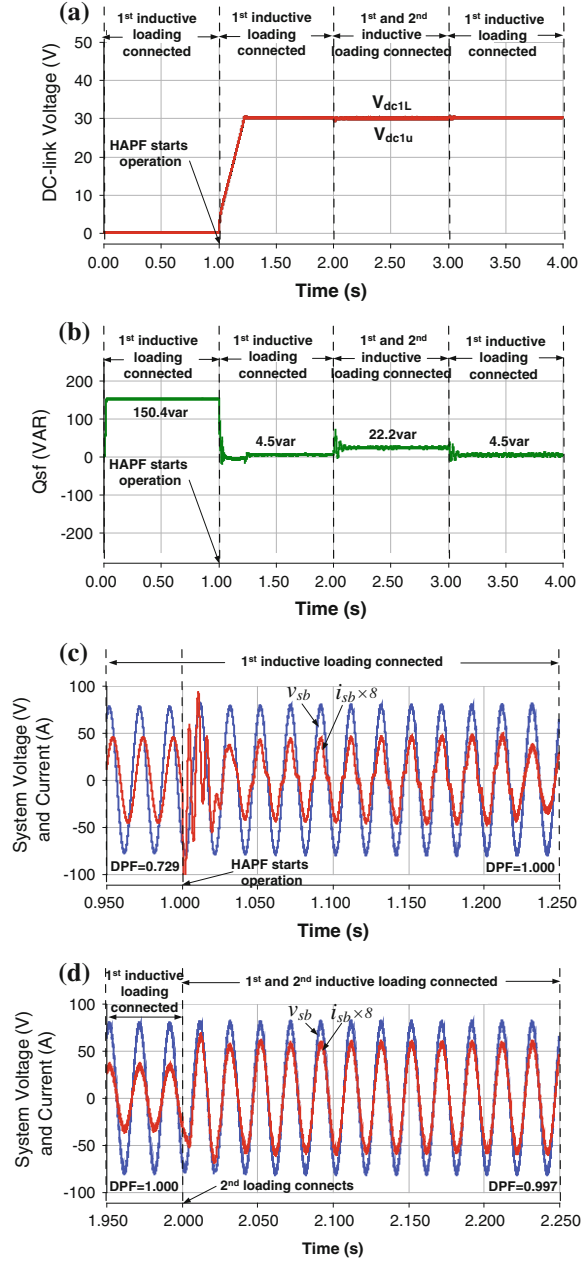 (a)
1st inductive loading connected
1st inductive loading connected
1st and 2nd inductive loading connected
1st inductive loading connected
DC-link Voltage (V)
50
40
30
20
10
0
Vdc1L
Vdc1u
HAPF starts operation
0.00 0.50 1.00 1.50 2.00 2.50 3.00 3.50 4.00
Time (s)
(b)
1st inductive loading connected
1st inductive loading connected
1st and 2nd inductive loading connected
1st inductive loading connected
Qsf (VAR)
200
100
0
-100
-200
150.4var
4.5var
22.2var
4.5var
HAPF starts operation
0.00 0.50 1.00 1.50 2.00 2.50 3.00 3.50 4.00
Time (s)
(c)
1st inductive loading connected
System Voltage (V) and Current (A)
100
50
0
-50
-100
vsb
isb×8
DPF=0.729
HAPF starts operation
DPF=1.000
0.950 1.000 1.050 1.100 1.150 1.200 1.250
Time (s)
(d)
1st inductive loading connected
1st and 2nd inductive loading connected
System Voltage (V) and Current (A)
100
50
0
-50
-100
vsb
isb×8
DPF=1.000
2nd loading connects
DPF=0.997
1.950 2.000 2.050 2.100 2.150 2.200 2.250
Time (s)